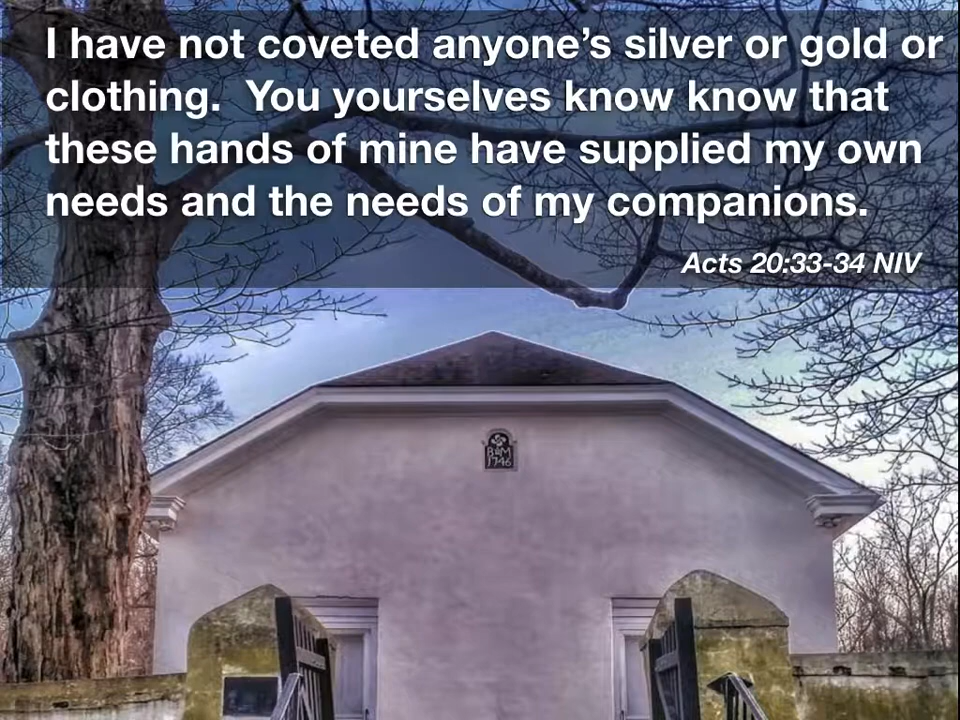 I have not coveted anyone’s silver or gold or
clothing.  You yourselves know know that
these hands of mine have supplied my own
needs and the needs of my companions.
Acts 20:33-34 NIV
B&M
1746